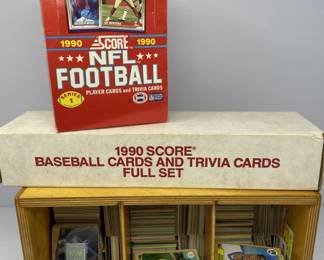 1990 SCORE 1990
NFL
FOOTBALL
PLAYER CARDS AND TRIVIA CARDS
SERIES
1
1990 SCORE®
BASEBALL CARDS AND TRIVIA CARDS
FULL SET